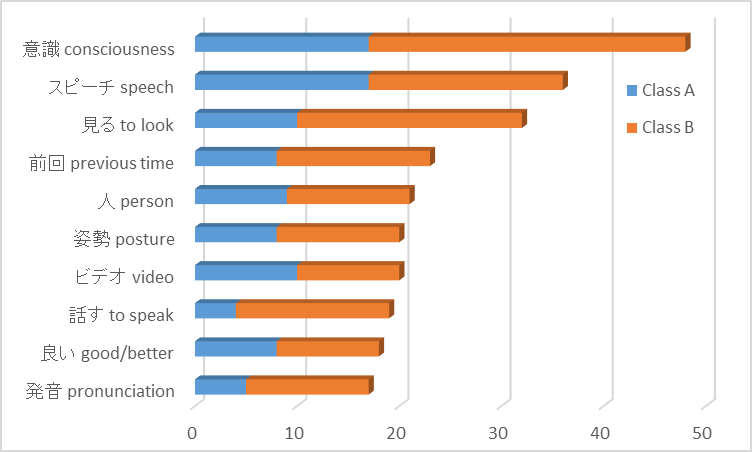 意識 consciousness
スピーチ speech
見る to look
前回 previous time
人 person
姿勢 posture
ビデオ video
話す to speak
良い good/better
発音 pronunciation
Class A
Class B
0 10 20 30 40 50